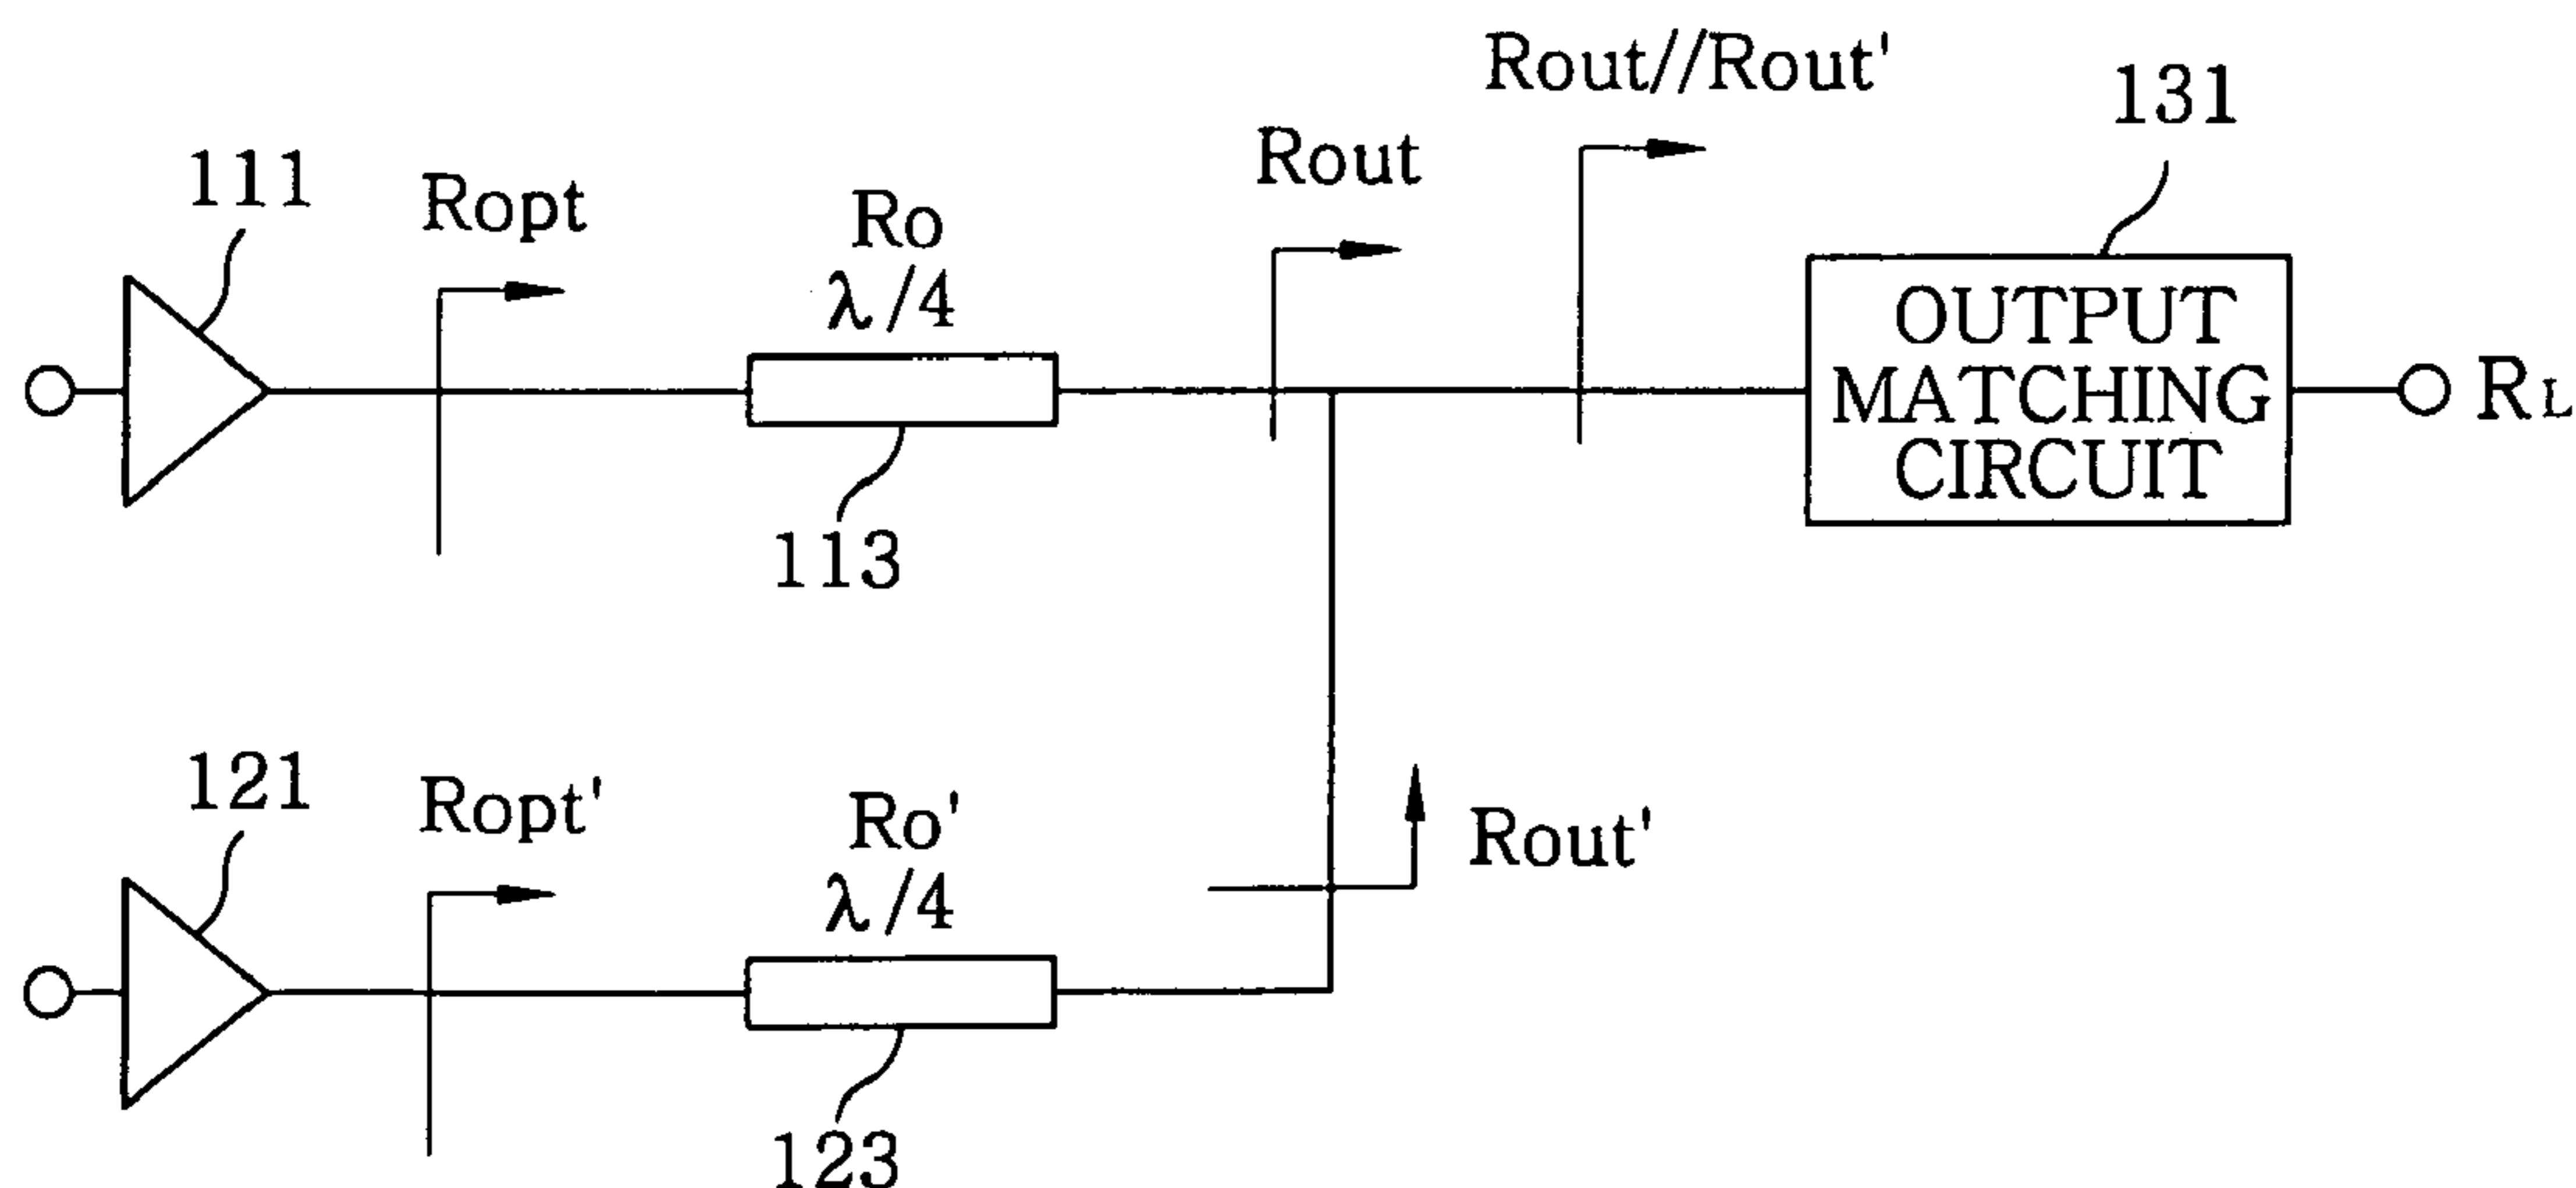 Rout//Rout'
131
111
Ropt
Ro
λ/4
Rout
OUTPUT
MATCHING
CIRCUIT
RL
113
121
Ropt'
Ro'
λ/4
Rout'
123